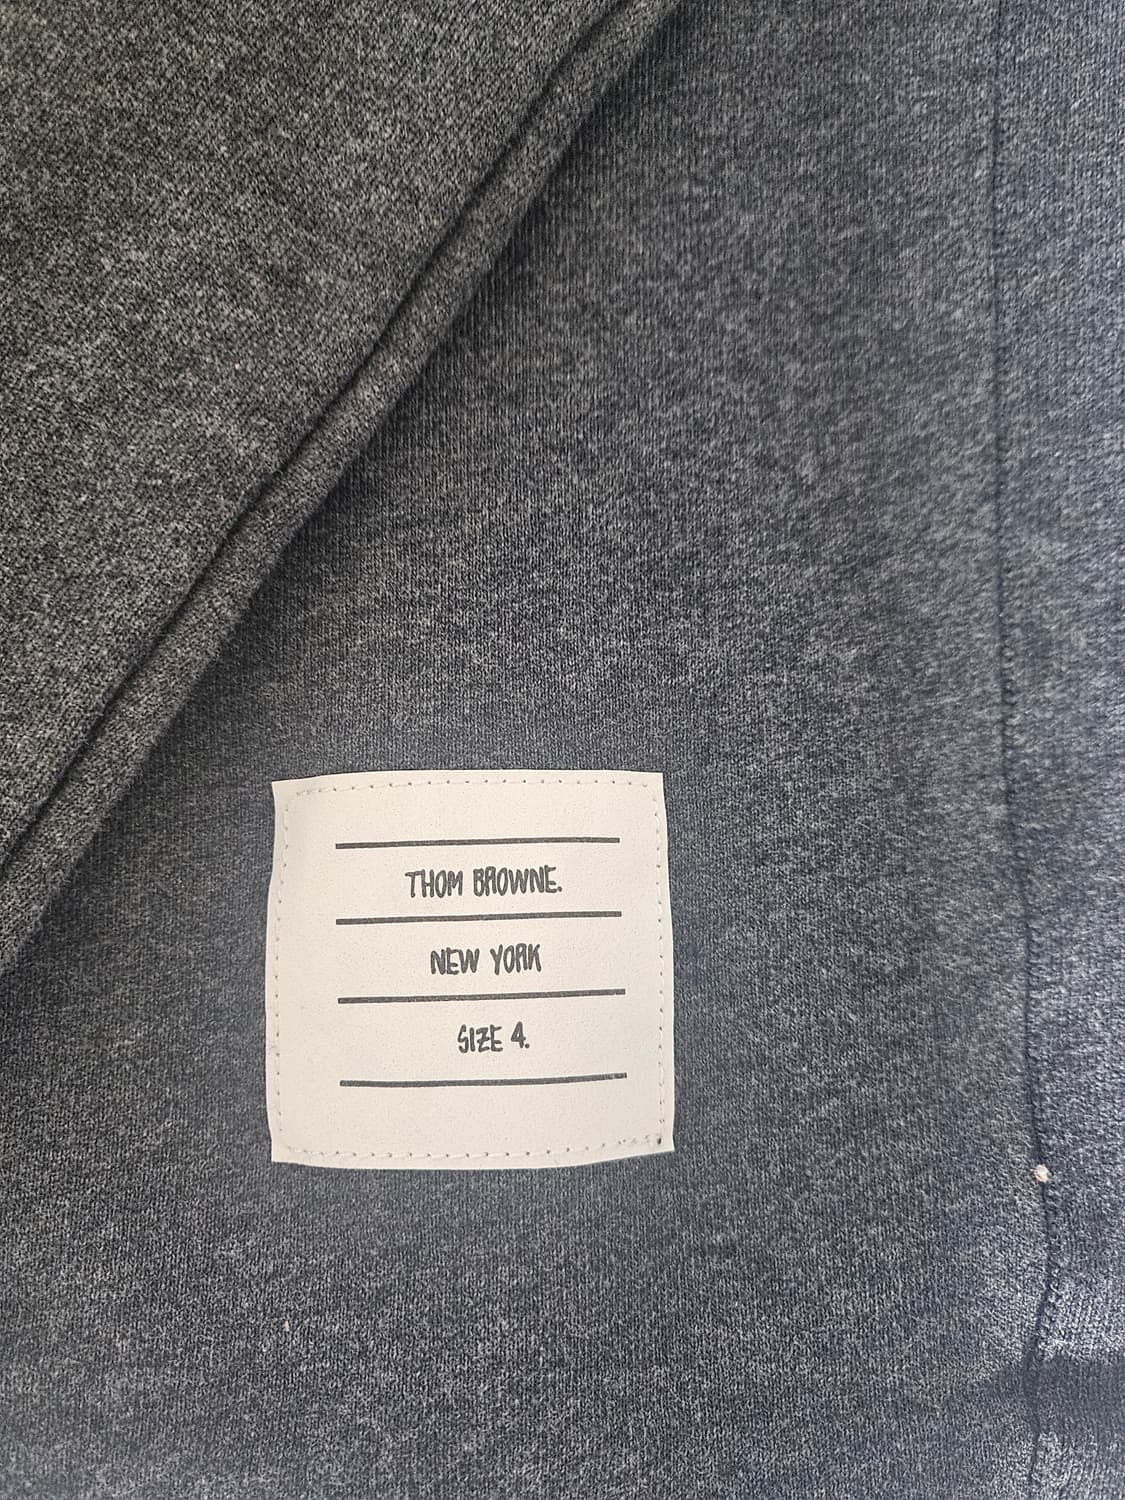 THOM BROWNE.
NEW YORK
SIZE 4.